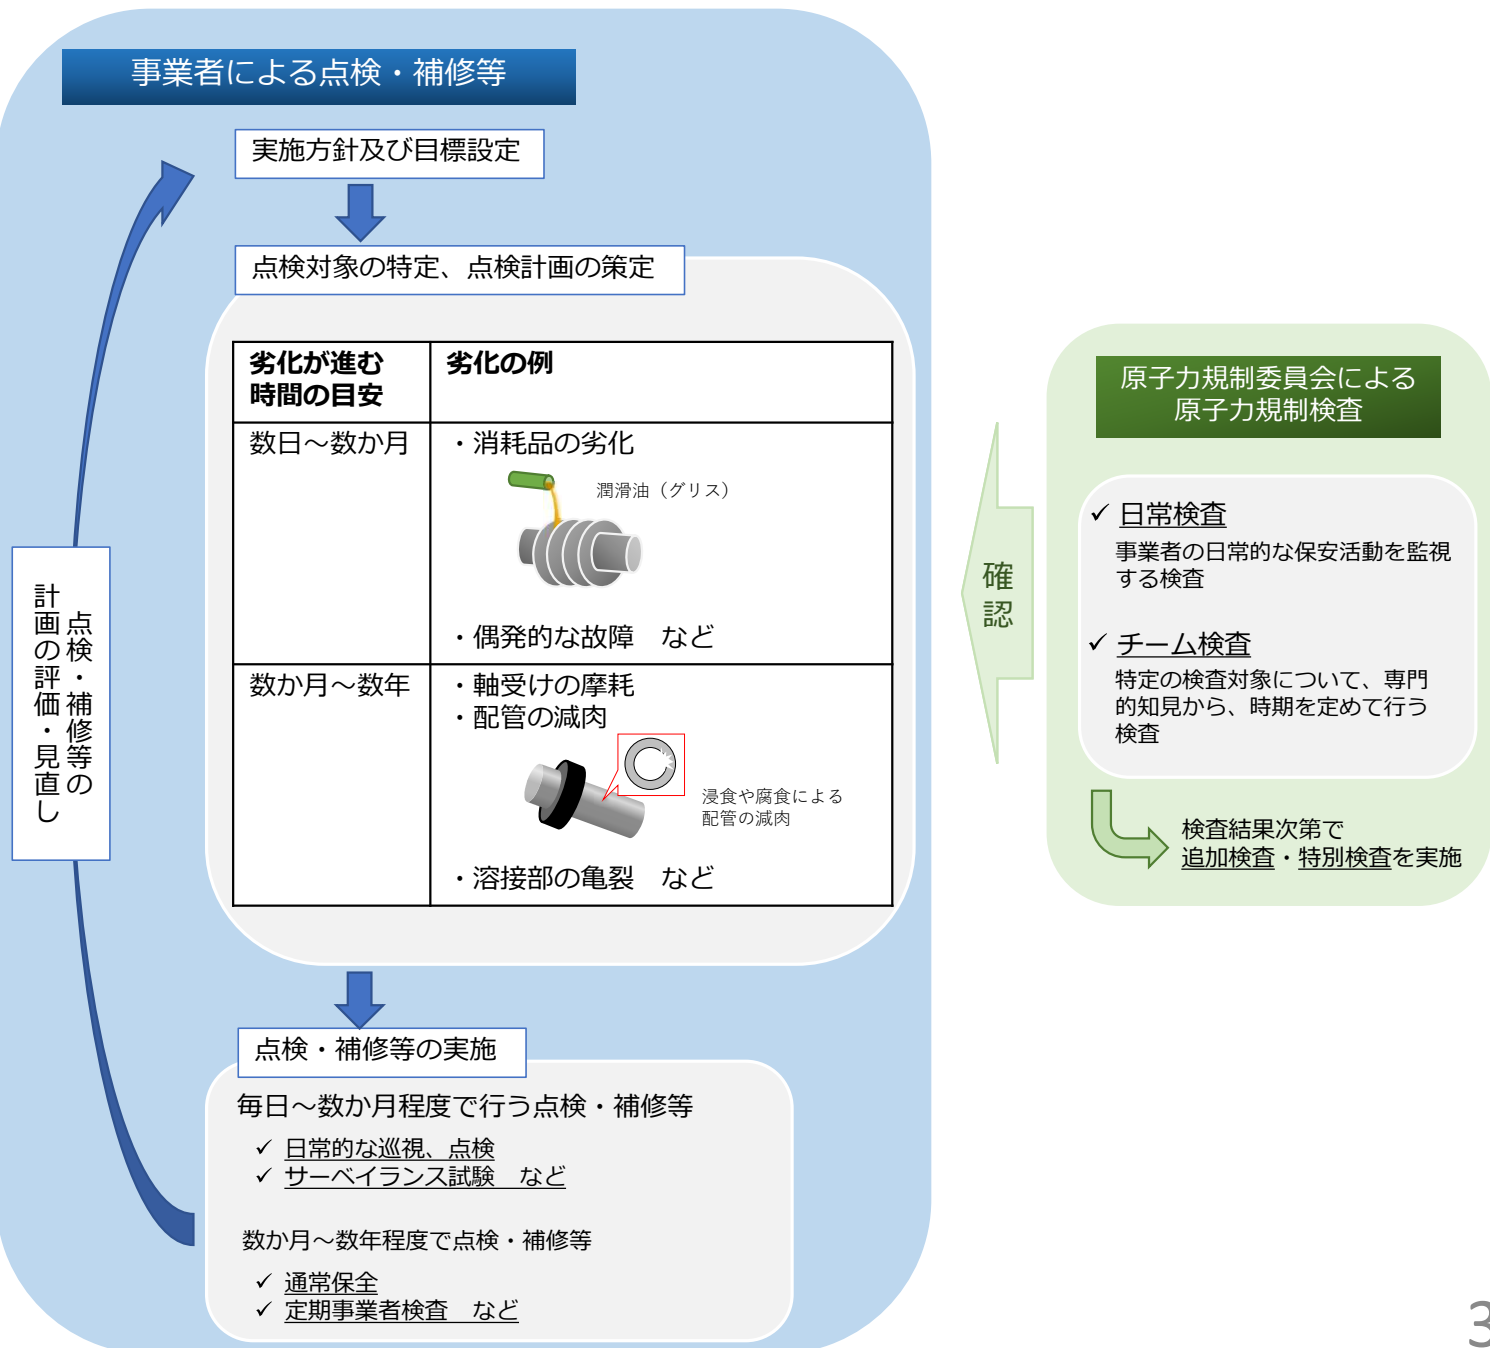 事業者による点検・補修等
実施方針及び目標設定
点検対象の特定、点検計画の策定
劣化が進む
時間の目安
劣化の例
数日～数か月
・消耗品の劣化
潤滑油（グリス）
・偶発的な故障　など
数か月～数年
・軸受けの摩耗
・配管の減肉
浸食や腐食による
配管の減肉
・溶接部の亀裂　など
点検・補修等の実施
毎日～数か月程度で行う点検・補修等
✓ 日常的な巡視、点検
✓ サーベイランス試験　など
数か月～数年程度で点検・補修等
✓ 通常保全
✓ 定期事業者検査　など
点検・補修等の
計画の評価・見直し
確認
原子力規制委員会による
原子力規制検査
✓ 日常検査
事業者の日常的な保安活動を監視
する検査
✓ チーム検査
特定の検査対象について、専門
的知見から、時期を定めて行う
検査
検査結果次第で
追加検査・特別検査を実施
3